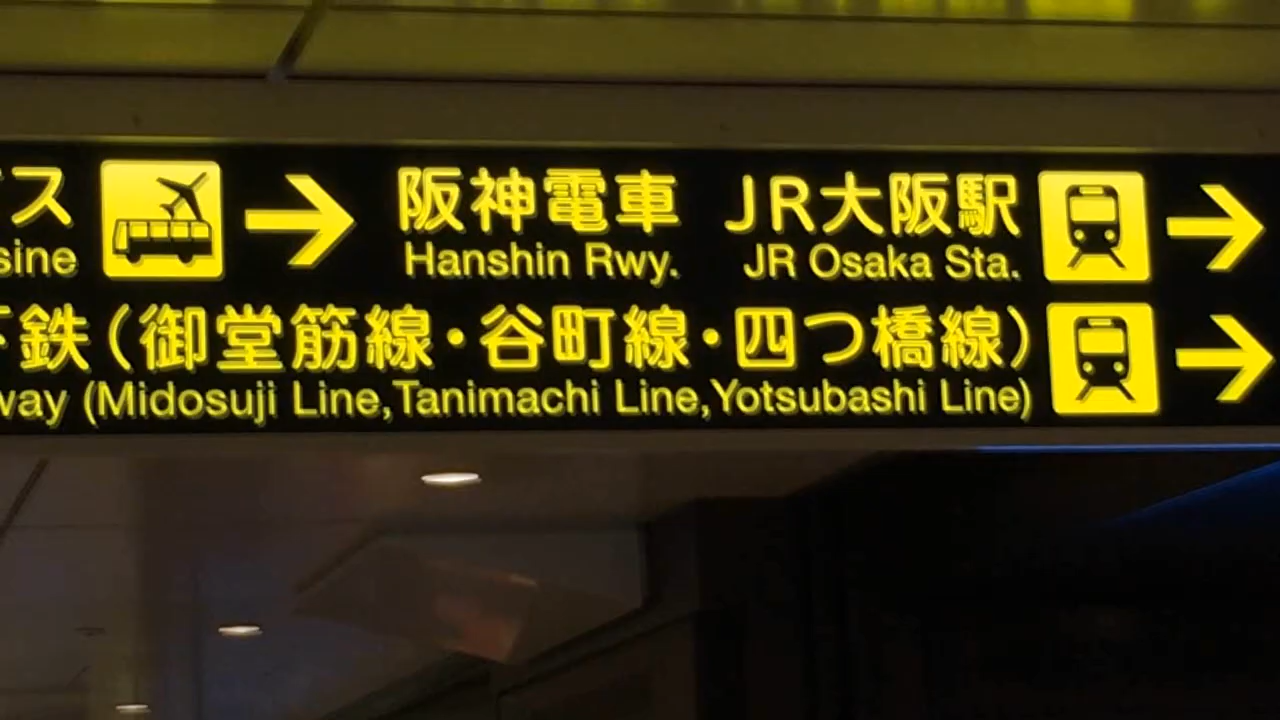 ス 阪神電車 JR大阪駅
sine Hanshin Rwy. JR Osaka Sta.
鉄(御堂筋線・谷町線・四つ橋線)
way (Midosuji Line,Tanimachi Line,Yotsubashi Line)